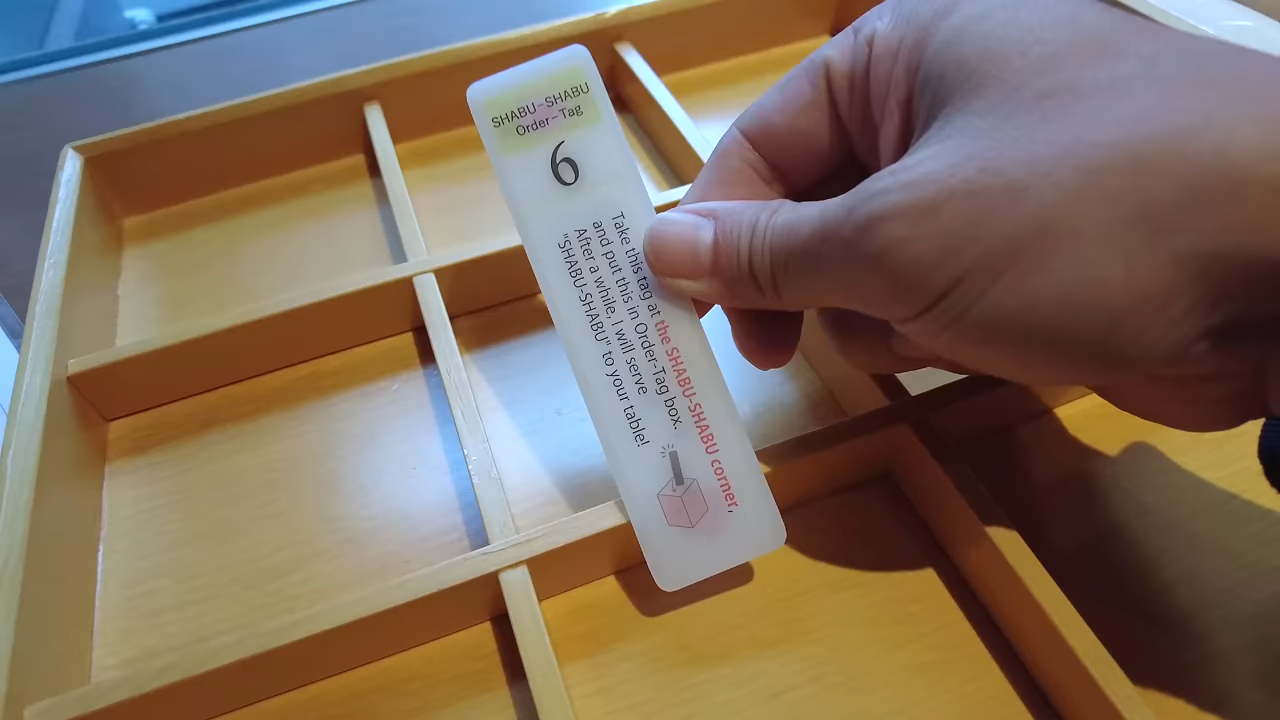 SHABU-SHABU
Order-Tag
6
Take this tag at the SHABU-SHABU corner,
and put this in Order-Tag box.
After a while, I will serve
"SHABU-SHABU" to your table!